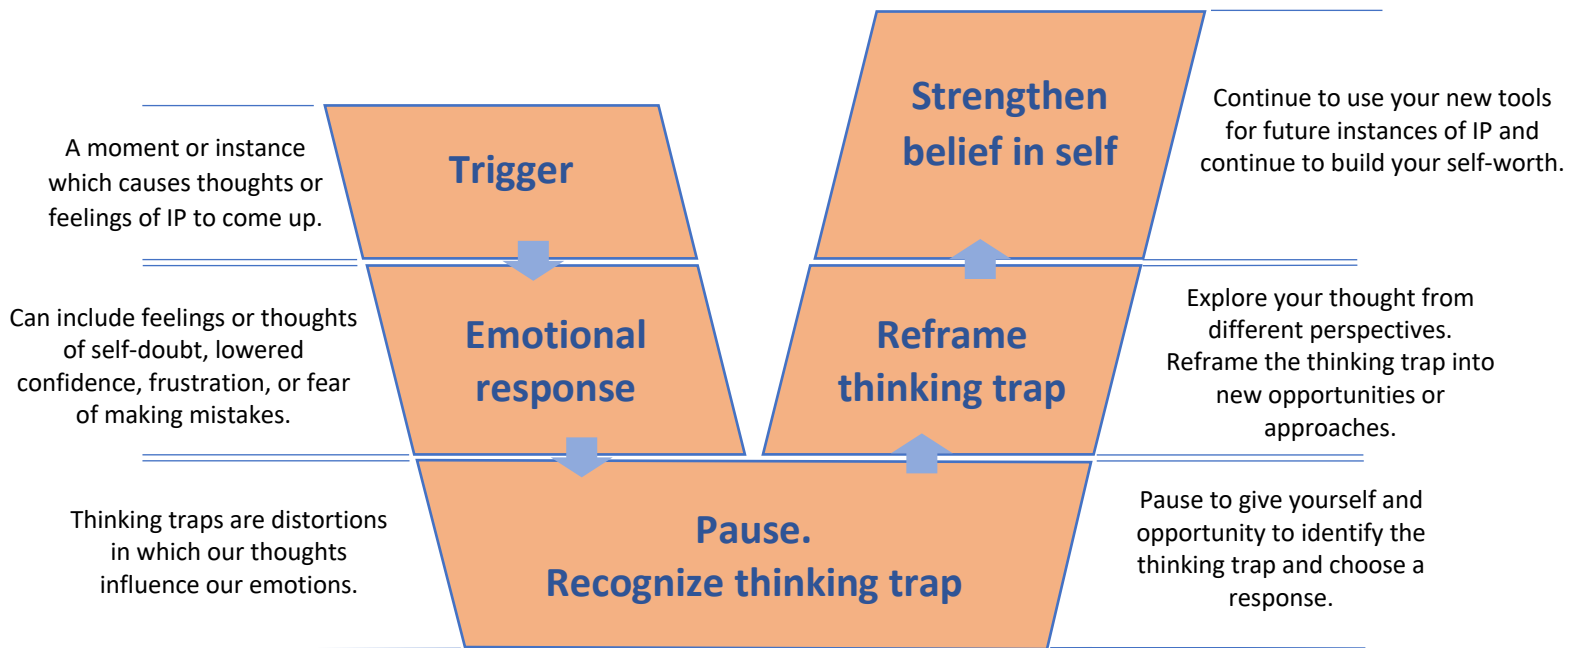 A moment or instance
which causes thoughts or
feelings of IP to come up.
Trigger
Can include feelings or thoughts
of self-doubt, lowered
confidence, frustration, or fear
of making mistakes.
Emotional
response
Thinking traps are distortions
in which our thoughts
influence our emotions.
Pause.
Recognize thinking trap
Pause to give yourself and
opportunity to identify the
thinking trap and choose a
response.
Reframe
thinking trap
Explore your thought from
different perspectives.
Reframe the thinking trap into
new opportunities or
approaches.
Strengthen
belief in self
Continue to use your new tools
for future instances of IP and
continue to build your self-worth.